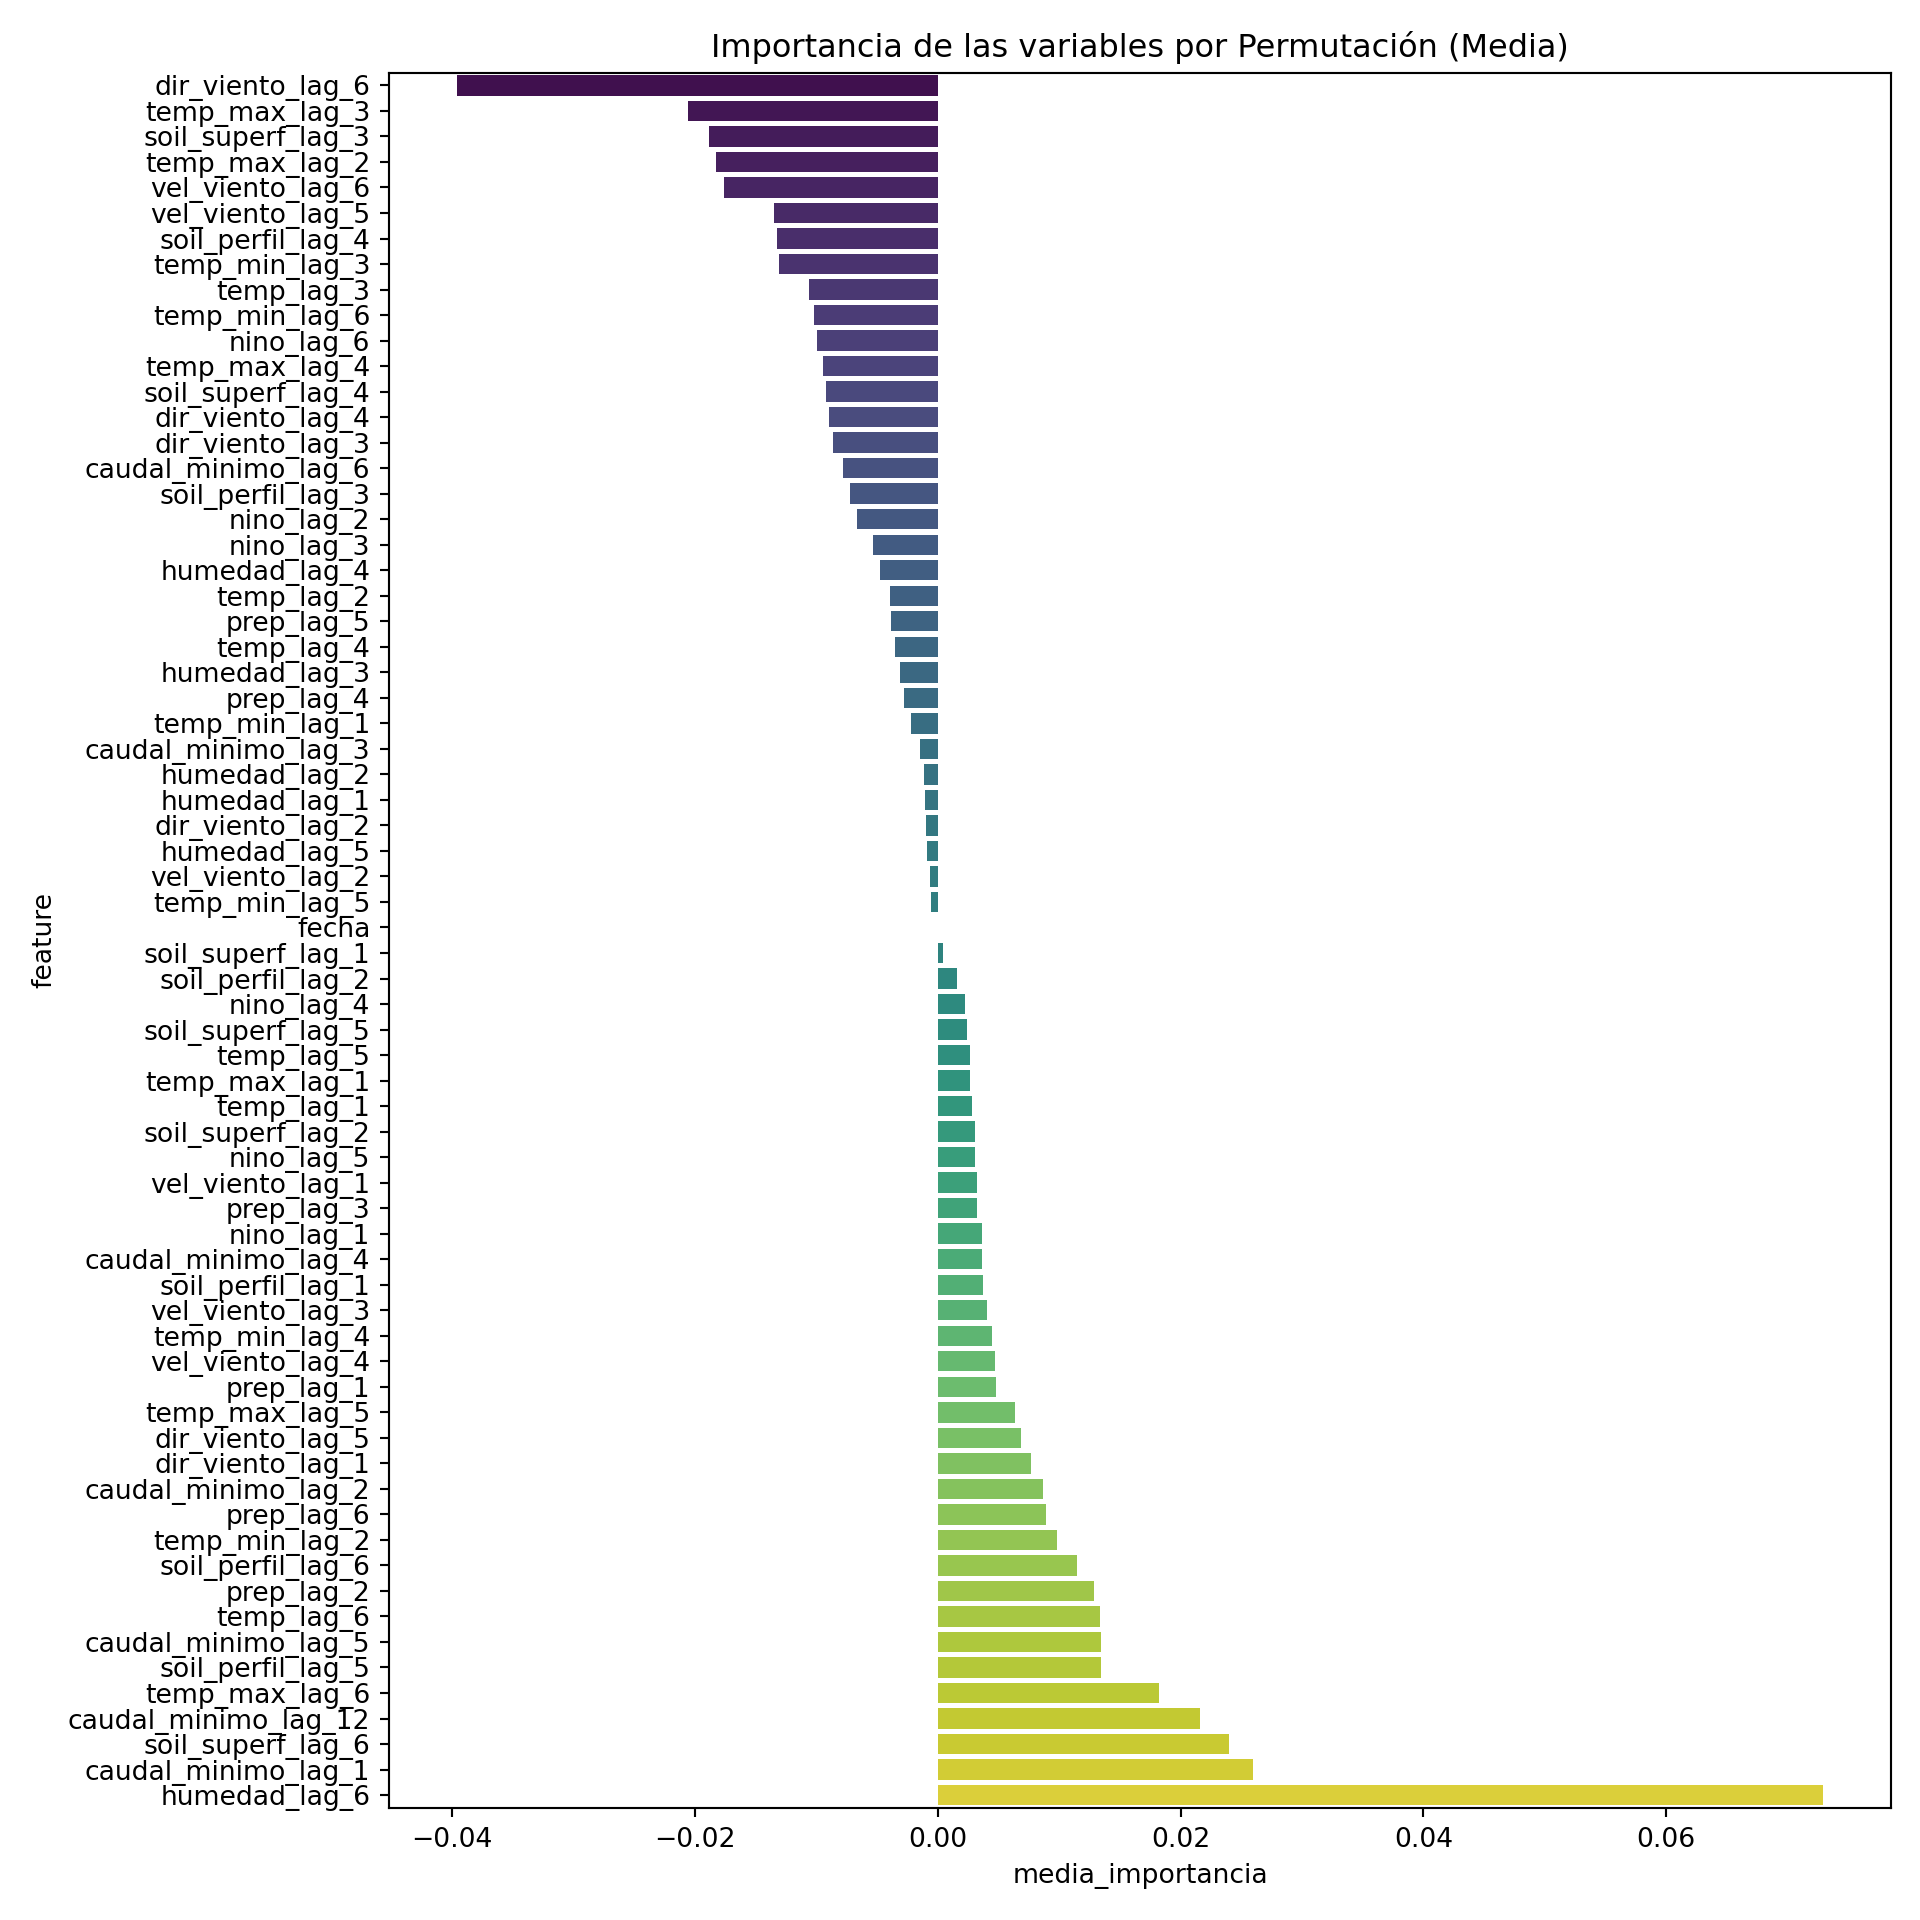 Importancia de las variables por Permutación (Media)
dir_viento_lag_6
temp_max_lag_3
soil_superf_lag_3
temp_max_lag_2
vel_viento_lag_6
vel_viento_lag_5
soil_perfil_lag_4
temp_min_lag_3
temp_lag_3
temp_min_lag_6
nino_lag_6
temp_max_lag_4
soil_superf_lag_4
dir_viento_lag_4
dir_viento_lag_3
caudal_minimo_lag_6
soil_perfil_lag_3
nino_lag_2
nino_lag_3
humedad_lag_4
temp_lag_2
prep_lag_5
temp_lag_4
humedad_lag_3
prep_lag_4
temp_min_lag_1
caudal_minimo_lag_3
humedad_lag_2
humedad_lag_1
dir_viento_lag_2
humedad_lag_5
vel_viento_lag_2
temp_min_lag_5
fecha
soil_superf_lag_1
soil_perfil_lag_2
nino_lag_4
soil_superf_lag_5
temp_lag_5
temp_max_lag_1
temp_lag_1
soil_superf_lag_2
nino_lag_5
vel_viento_lag_1
prep_lag_3
nino_lag_1
caudal_minimo_lag_4
soil_perfil_lag_1
vel_viento_lag_3
temp_min_lag_4
vel_viento_lag_4
prep_lag_1
temp_max_lag_5
dir_viento_lag_5
dir_viento_lag_1
caudal_minimo_lag_2
prep_lag_6
temp_min_lag_2
soil_perfil_lag_6
prep_lag_2
temp_lag_6
caudal_minimo_lag_5
soil_perfil_lag_5
temp_max_lag_6
caudal_minimo_lag_12
soil_superf_lag_6
caudal_minimo_lag_1
humedad_lag_6
feature
−0.04 −0.02 0.00 0.02 0.04 0.06
media_importancia